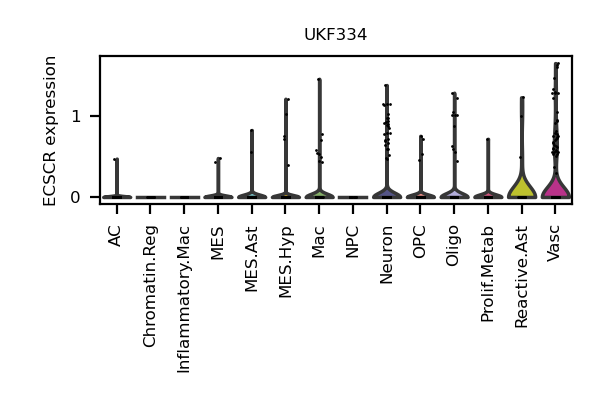 UKF334
ECSCR expression
1
0
AC
Chromatin.Reg
Inflammatory.Mac
MES
MES.Ast
MES.Hyp
Mac
NPC
Neuron
OPC
Oligo
Prolif.Metab
Reactive.Ast
Vasc